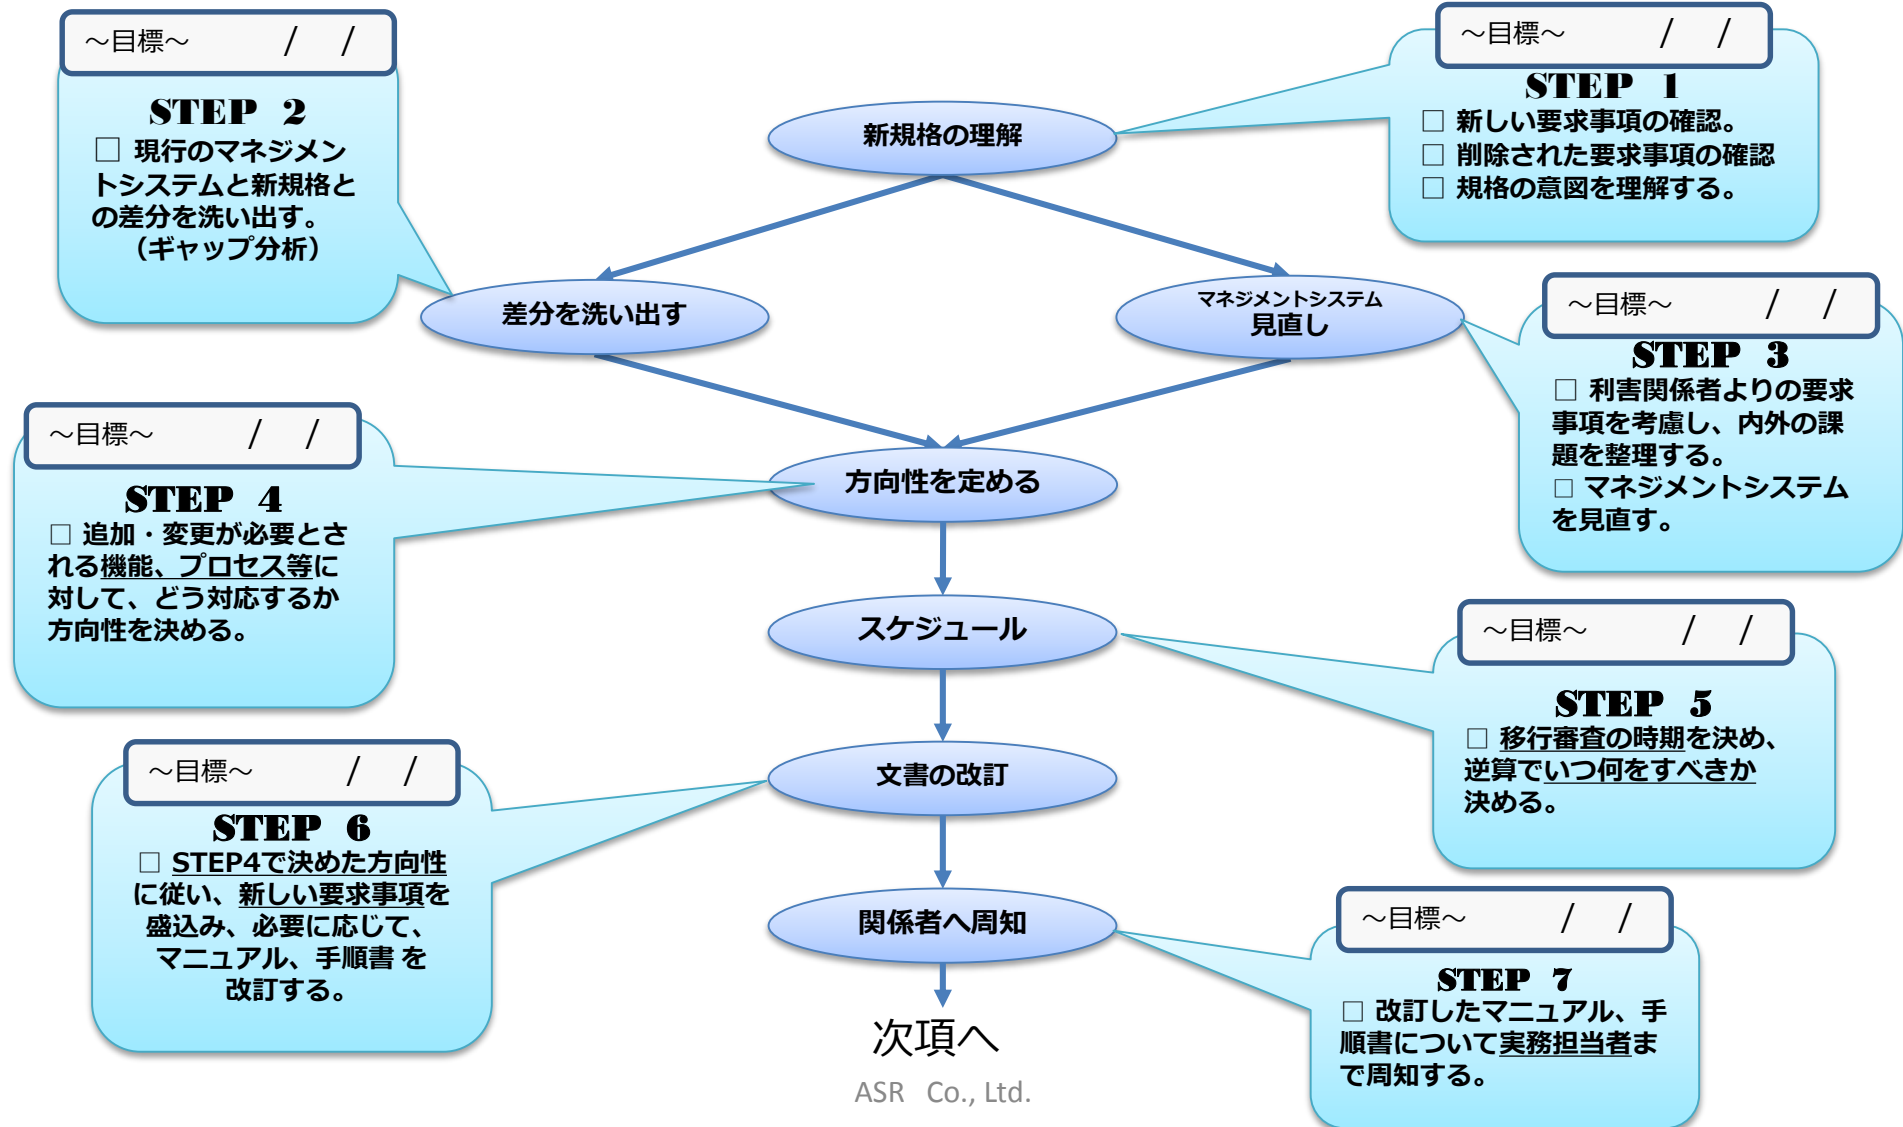 ～目標～ / /
STEP 1
□ 新しい要求事項の確認。
□ 削除された要求事項の確認
□ 規格の意図を理解する。
～目標～ / /
STEP 2
□ 現行のマネジメン
トシステムと新規格と
の差分を洗い出す。
（ギャップ分析）
新規格の理解
差分を洗い出す
マネジメントシステム
見直し
～目標～ / /
STEP 3
□ 利害関係者よりの要求
事項を考慮し、内外の課
題を整理する。
□ マネジメントシステム
を見直す。
～目標～ / /
STEP 4
□ 追加・変更が必要とさ
れる機能、プロセス等に
対して、どう対応するか
方向性を決める。
方向性を定める
スケジュール
～目標～ / /
STEP 5
□ 移行審査の時期を決め、
逆算でいつ何をすべきか
決める。
～目標～ / /
STEP 6
□ STEP4で決めた方向性
に従い、新しい要求事項を
盛込み、必要に応じて、
マニュアル、手順書 を
改訂する。
文書の改訂
関係者へ周知
～目標～ / /
STEP 7
□ 改訂したマニュアル、手
順書について実務担当者ま
で周知する。
次項へ
ASR Co., Ltd.